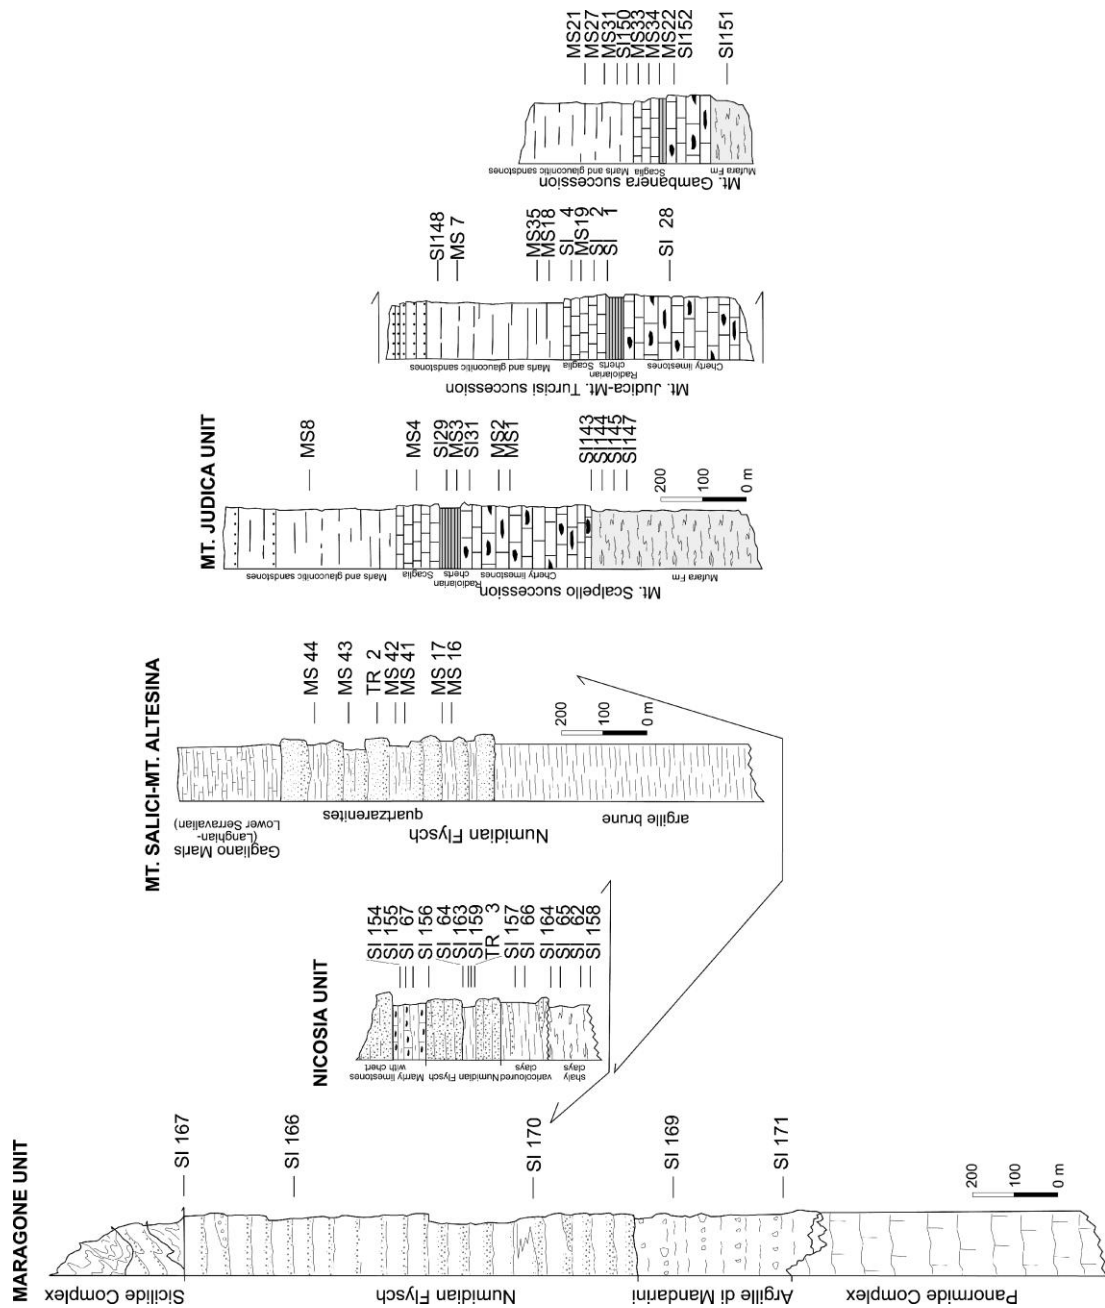 MARAGONE UNIT
Sicilide Complex
Numidian Flysch
Argille di Mandarini
Panormide Complex
SI 167
SI 166
SI 170
SI 169
SI 171
200
100
0 m
NICOSIA UNIT
Marly limestones
with chert
Numidian Flysch
varicoloured
clays
shaly
clays
SI 154
SI 155
SI 67
SI 156
SI 64
SI 163
SI 159
TR 3
SI 157
SI 66
SI 164
SI 65
SI 62
SI 158
MT. SALICI-MT. ALTESINA
Gagliano Marls
(Langhian-
Lower Serravalian)
Numidian Flysch
quartzarenites
argille brune
MS 44
MS 43
TR 2
MS 42
MS 41
MS 17
MS 16
200
100
0 m
MT. JUDICA UNIT
Mt. Scalpello succession
Marls and glauconitic sandstones
Scaglia
Radiolarian
cherts
Cherty limestones
Mufara Fm
MS8
MS4
SI29
MS3
SI31
MS2
MS1
SI143
SI144
SI145
SI147
200
100
0 m
Mt. Judica-Mt. Turcisi succession
Marls and glauconitic sandstones
Scaglia
Radiolarian
cherts
Cherty limestones
SI148
MS 7
MS35
MS18
SI 4
MS19
SI 2
SI 1
SI 28
Mt. Gambanera succession
Marls and glauconitic sandstones
Scaglia
Mufara Fm
MS21
MS27
MS31
SI150
MS33
MS34
MS22
SI152
SI151